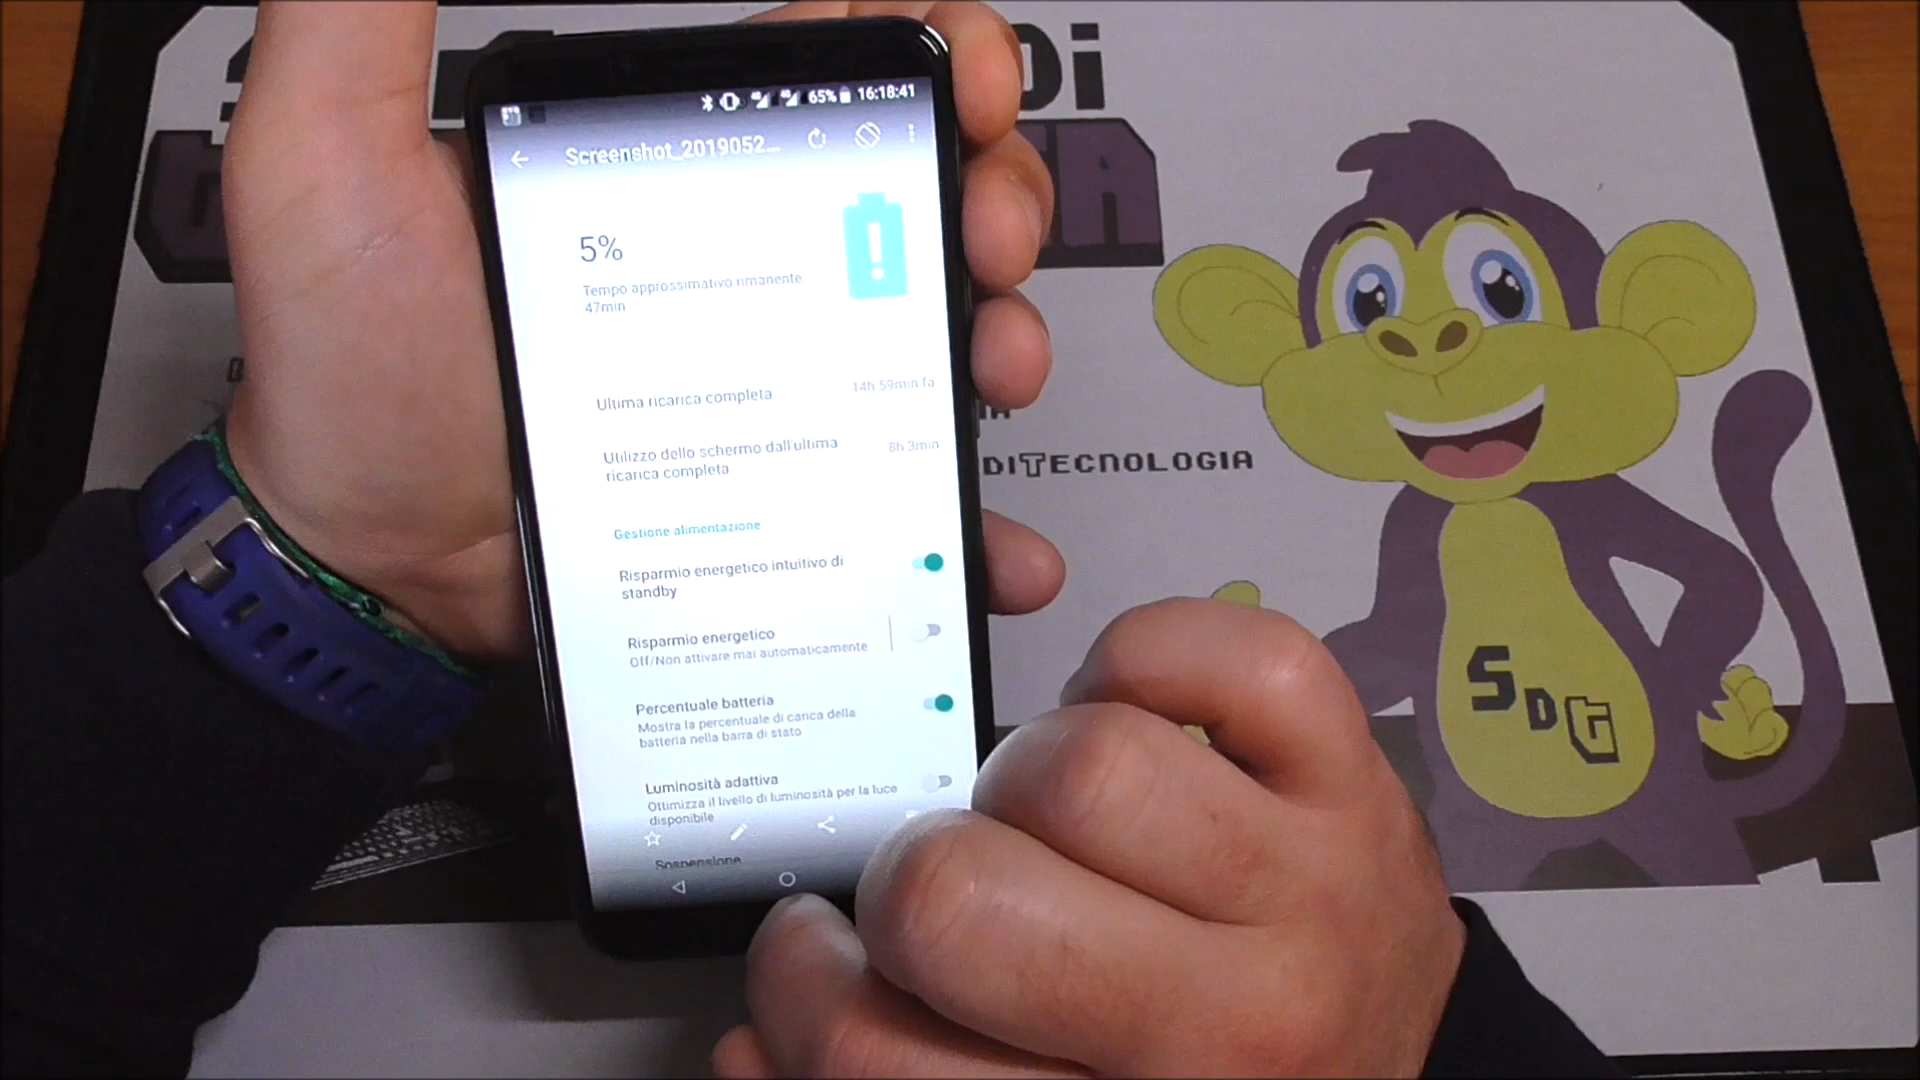 65% 16:18:41
Screenshot_2019052...
5%
Tempo approssimativo rimanente
47min
Ultima ricarica completa 14h 59min fa
Utilizzo dello schermo dall'ultima
ricarica completa 8h 3min
Gestione alimentazione
Risparmio energetico intuitivo di
standby
Risparmio energetico
Off/Non attivare mai automaticamente
Percentuale batteria
Mostra la percentuale di carica della
batteria nella barra di stato
Luminosità adattiva
Ottimizza il livello di luminosità per la luce
disponibile
Sospensione
Di
DITECNOLOGIA
SDG